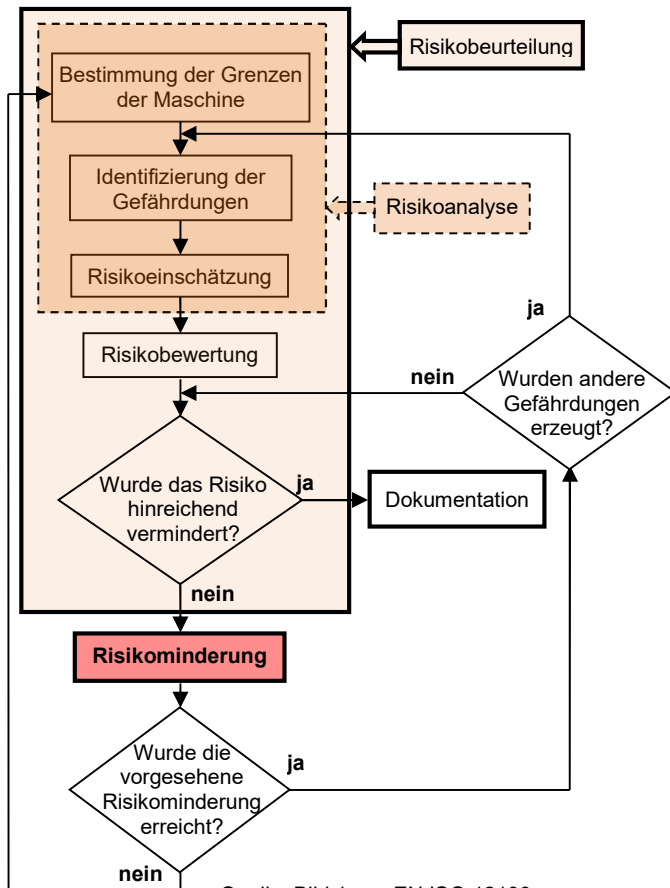 Risikobeurteilung
Bestimmung der Grenzen
der Maschine
Identifizierung der
Gefährdungen
Risikoanalyse
Risikoeinschätzung
ja
Risikobewertung
nein
Wurden andere
Gefährdungen
erzeugt?
Wurde das Risiko
hinreichend
vermindert?
ja
Dokumentation
nein
Risikominderung
Wurde die
vorgesehene
Risikominderung
erreicht?
ja
nein